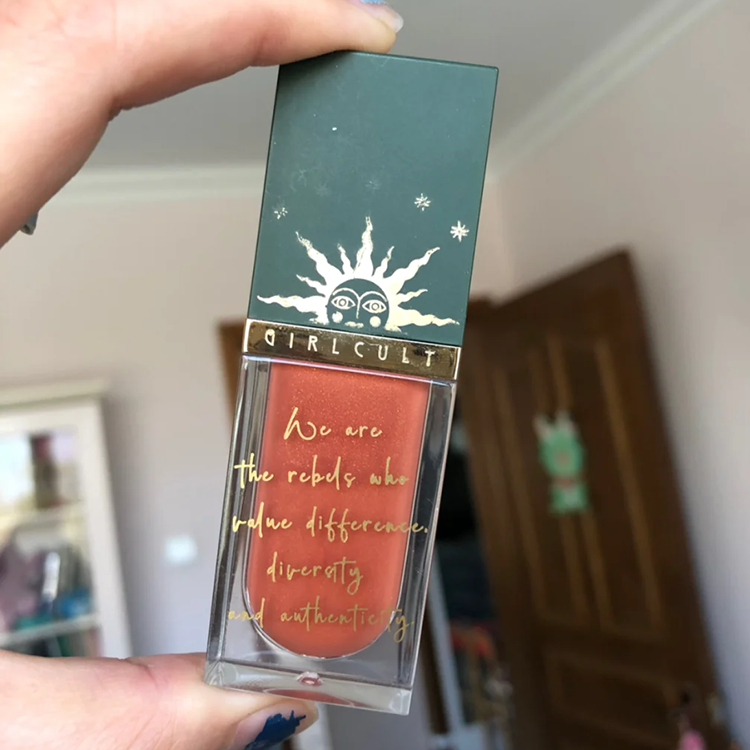 GIRLCULT
We are
the rebels who
value difference.
diversity
and authenticity